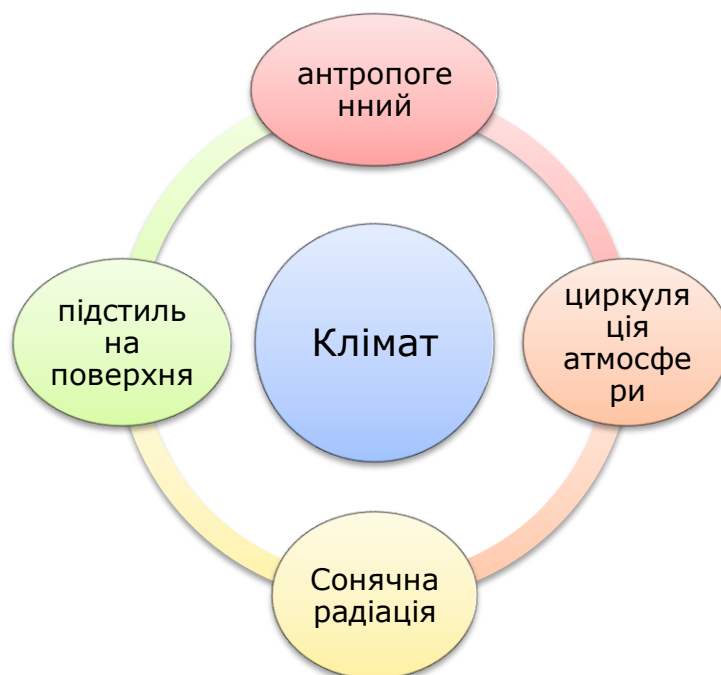 антропоге
нний
підстиль
на
поверхня
Клімат
циркуля
ція
атмосфе
ри
Сонячна
радіація